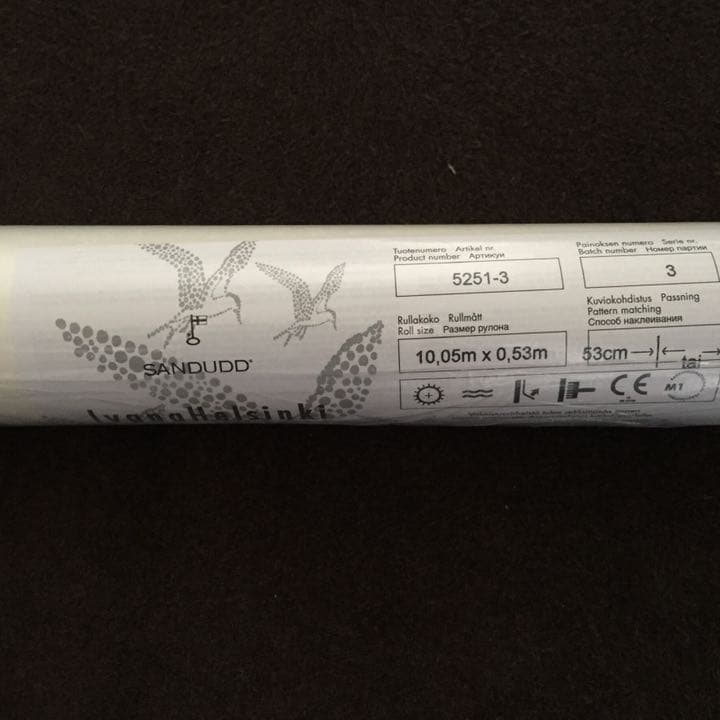 Tuotenumero Artikel nr.
Product number Артикул
5251-3
Painoksen numero Serie nr.
Batch number Номер партии
3
Rullakoko Rullmått
Roll size Размер рулона
10,05m x 0,53m
Kuviokohdistus Passning
Pattern matching
Способ наклеивания
53cm
tai
CE
M1
SANDUDD®
IvanaHelsinki